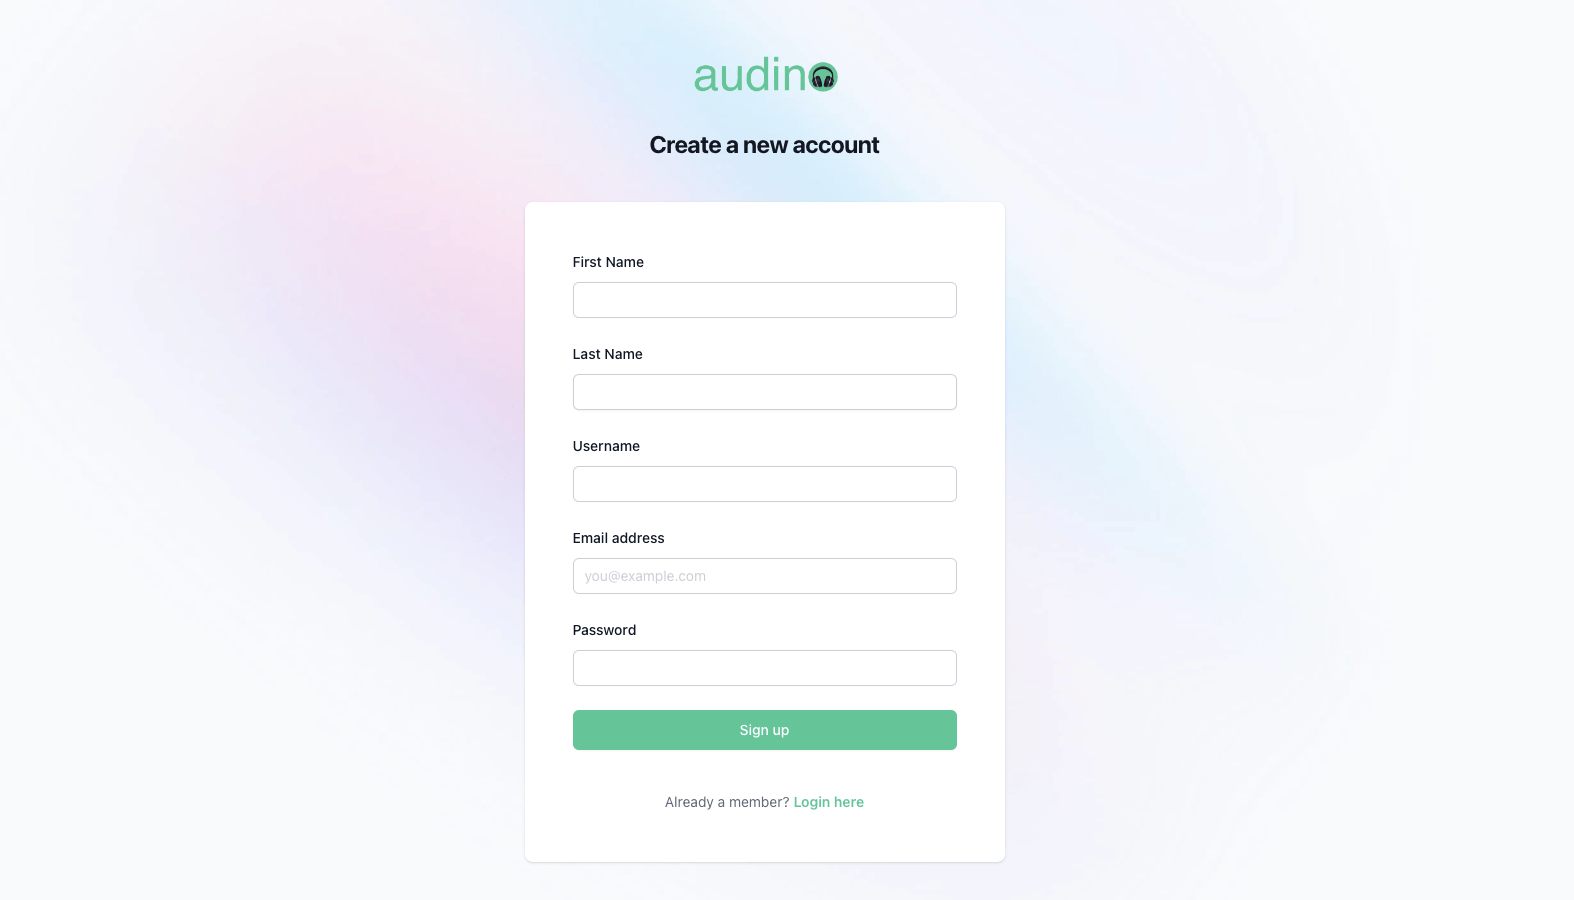 audino
Create a new account
First Name
Last Name
Username
Email address
you@example.com
Password
Sign up
Already a member? Login here